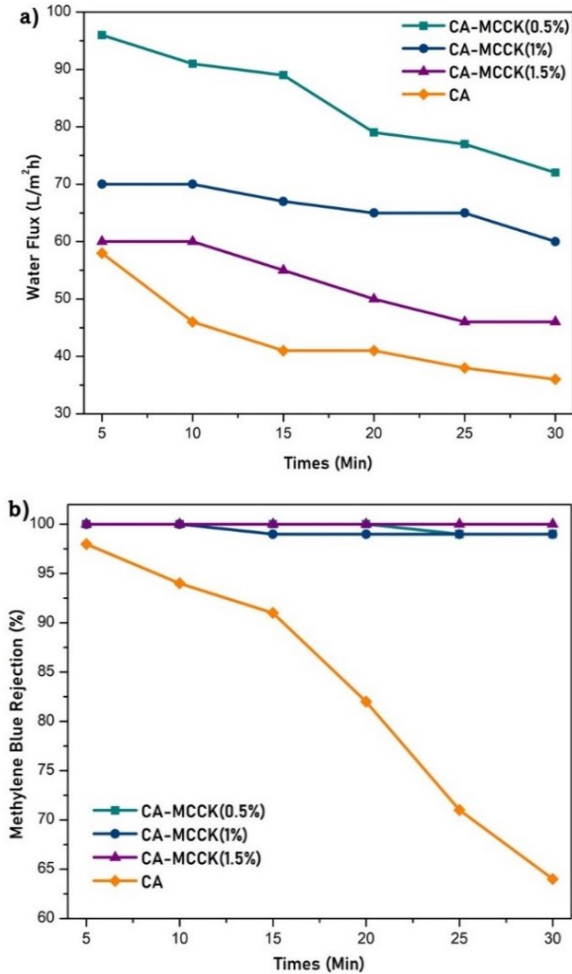 a)
100
90
80
70
60
50
40
30
Water Flux (L/m²h)
CA-MCCK(0.5%)
CA-MCCK(1%)
CA-MCCK(1.5%)
CA
5 10 15 20 25 30
Times (Min)
b)
100
95
90
85
80
75
70
65
60
Methylene Blue Rejection (%)
CA-MCCK(0.5%)
CA-MCCK(1%)
CA-MCCK(1.5%)
CA
5 10 15 20 25 30
Times (Min)